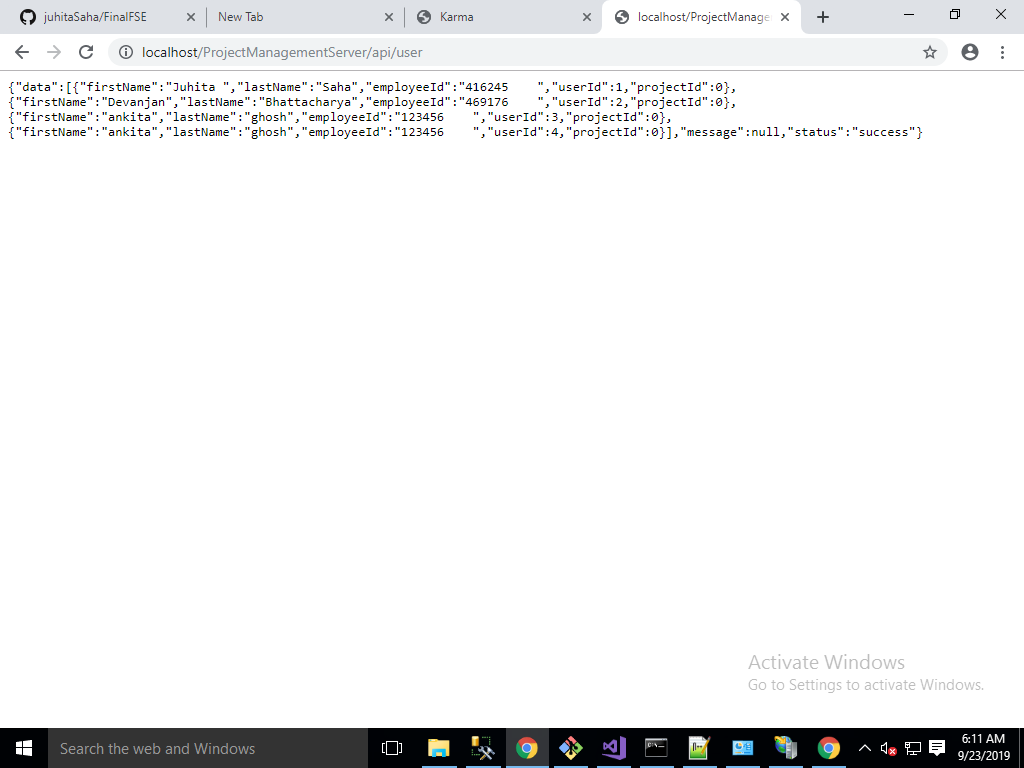 juhitaSaha/FinalFSE
New Tab
Karma
localhost/ProjectManage
localhost/ProjectManagementServer/api/user
{"data":[{"firstName":"Juhita ","lastName":"Saha","employeeId":"416245    ","userId":1,"projectId":0},
{"firstName":"Devanjan","lastName":"Bhattacharya","employeeId":"469176    ","userId":2,"projectId":0},
{"firstName":"ankita","lastName":"ghosh","employeeId":"123456    ","userId":3,"projectId":0},
{"firstName":"ankita","lastName":"ghosh","employeeId":"123456    ","userId":4,"projectId":0}],"message":null,"status":"success"}
Activate Windows
Go to Settings to activate Windows.
Search the web and Windows
6:11 AM
9/23/2019